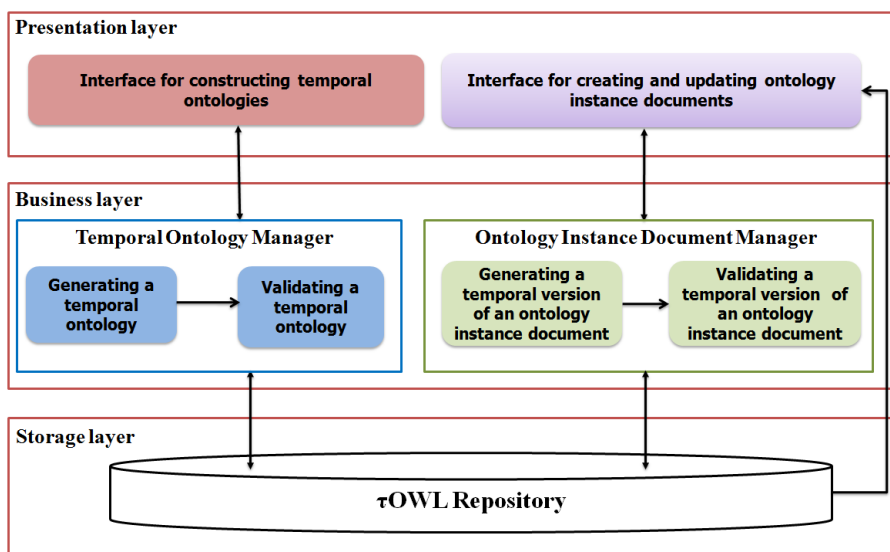 Presentation layer
Interface for constructing temporal
ontologies
Interface for creating and updating ontology
instance documents
Business layer
Temporal Ontology Manager
Generating a
temporal
ontology
Validating a
temporal
ontology
Ontology Instance Document Manager
Generating a
temporal version
of an ontology
instance document
Validating a
temporal version of
an ontology
instance document
Storage layer
τOWL Repository